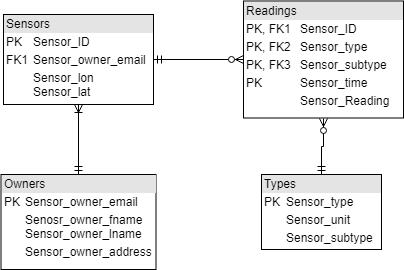 Sensors
PK Sensor_ID
FK1 Sensor_owner_email
Sensor_lon
Sensor_lat
Readings
PK, FK1 Sensor_ID
PK, FK2 Sensor_type
PK, FK3 Sensor_subtype
PK Sensor_time
Sensor_Reading
Owners
PK Sensor_owner_email
Senosr_owner_fname
Sensor_owner_lname
Sensor_owner_address
Types
PK Sensor_type
Sensor_unit
Sensor_subtype